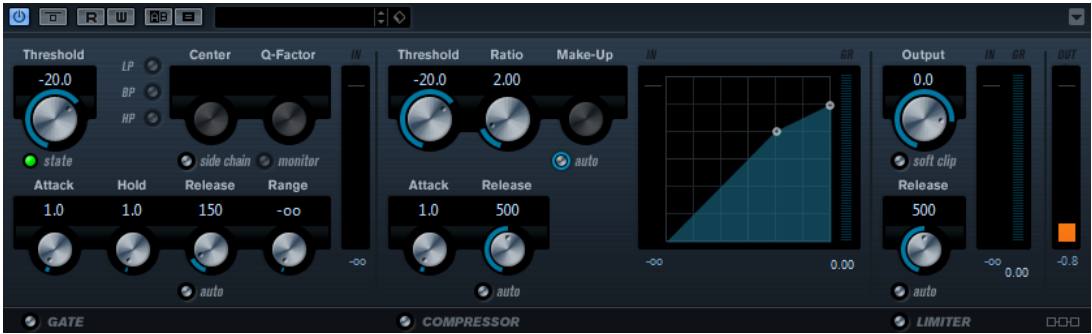 R W AB
Threshold Center Q-Factor IN Threshold Ratio Make-Up IN GR Output IN GR OUT
LP
-20.0 -20.0 2.00 0.0
BP
HP
state side chain monitor auto soft clip
Attack Hold Release Range Attack Release Release
1.0 1.0 150 -oo 1.0 500 500
-oo -oo 0.00 -oo 0.00 -0.8
auto auto auto
GATE COMPRESSOR LIMITER